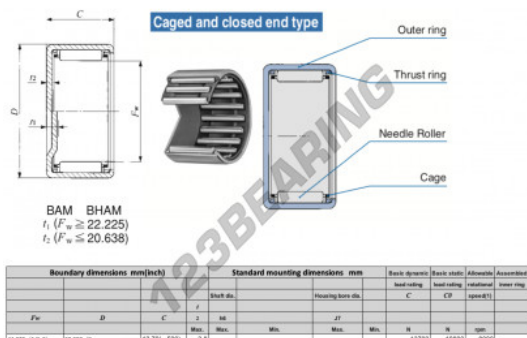 Caged and closed end type
C
Outer ring
Thrust ring
t₂
D
Fw
t₁
Needle Roller
Cage
BAM BHAM
t₁ (Fw ≧ 22.225)
t₂ (Fw ≦ 20.638)
123BEARING
Boundary dimensions mm(inch) Standard mounting dimensions mm Basic dynamic Basic static Allowable Assembled
load rating load rating rotational inner ring
Shaft dia. Housing bore dia. C C0 speed(1)
t
Fw D C J7
Max. Max. Min. Max. Min. N N rpm